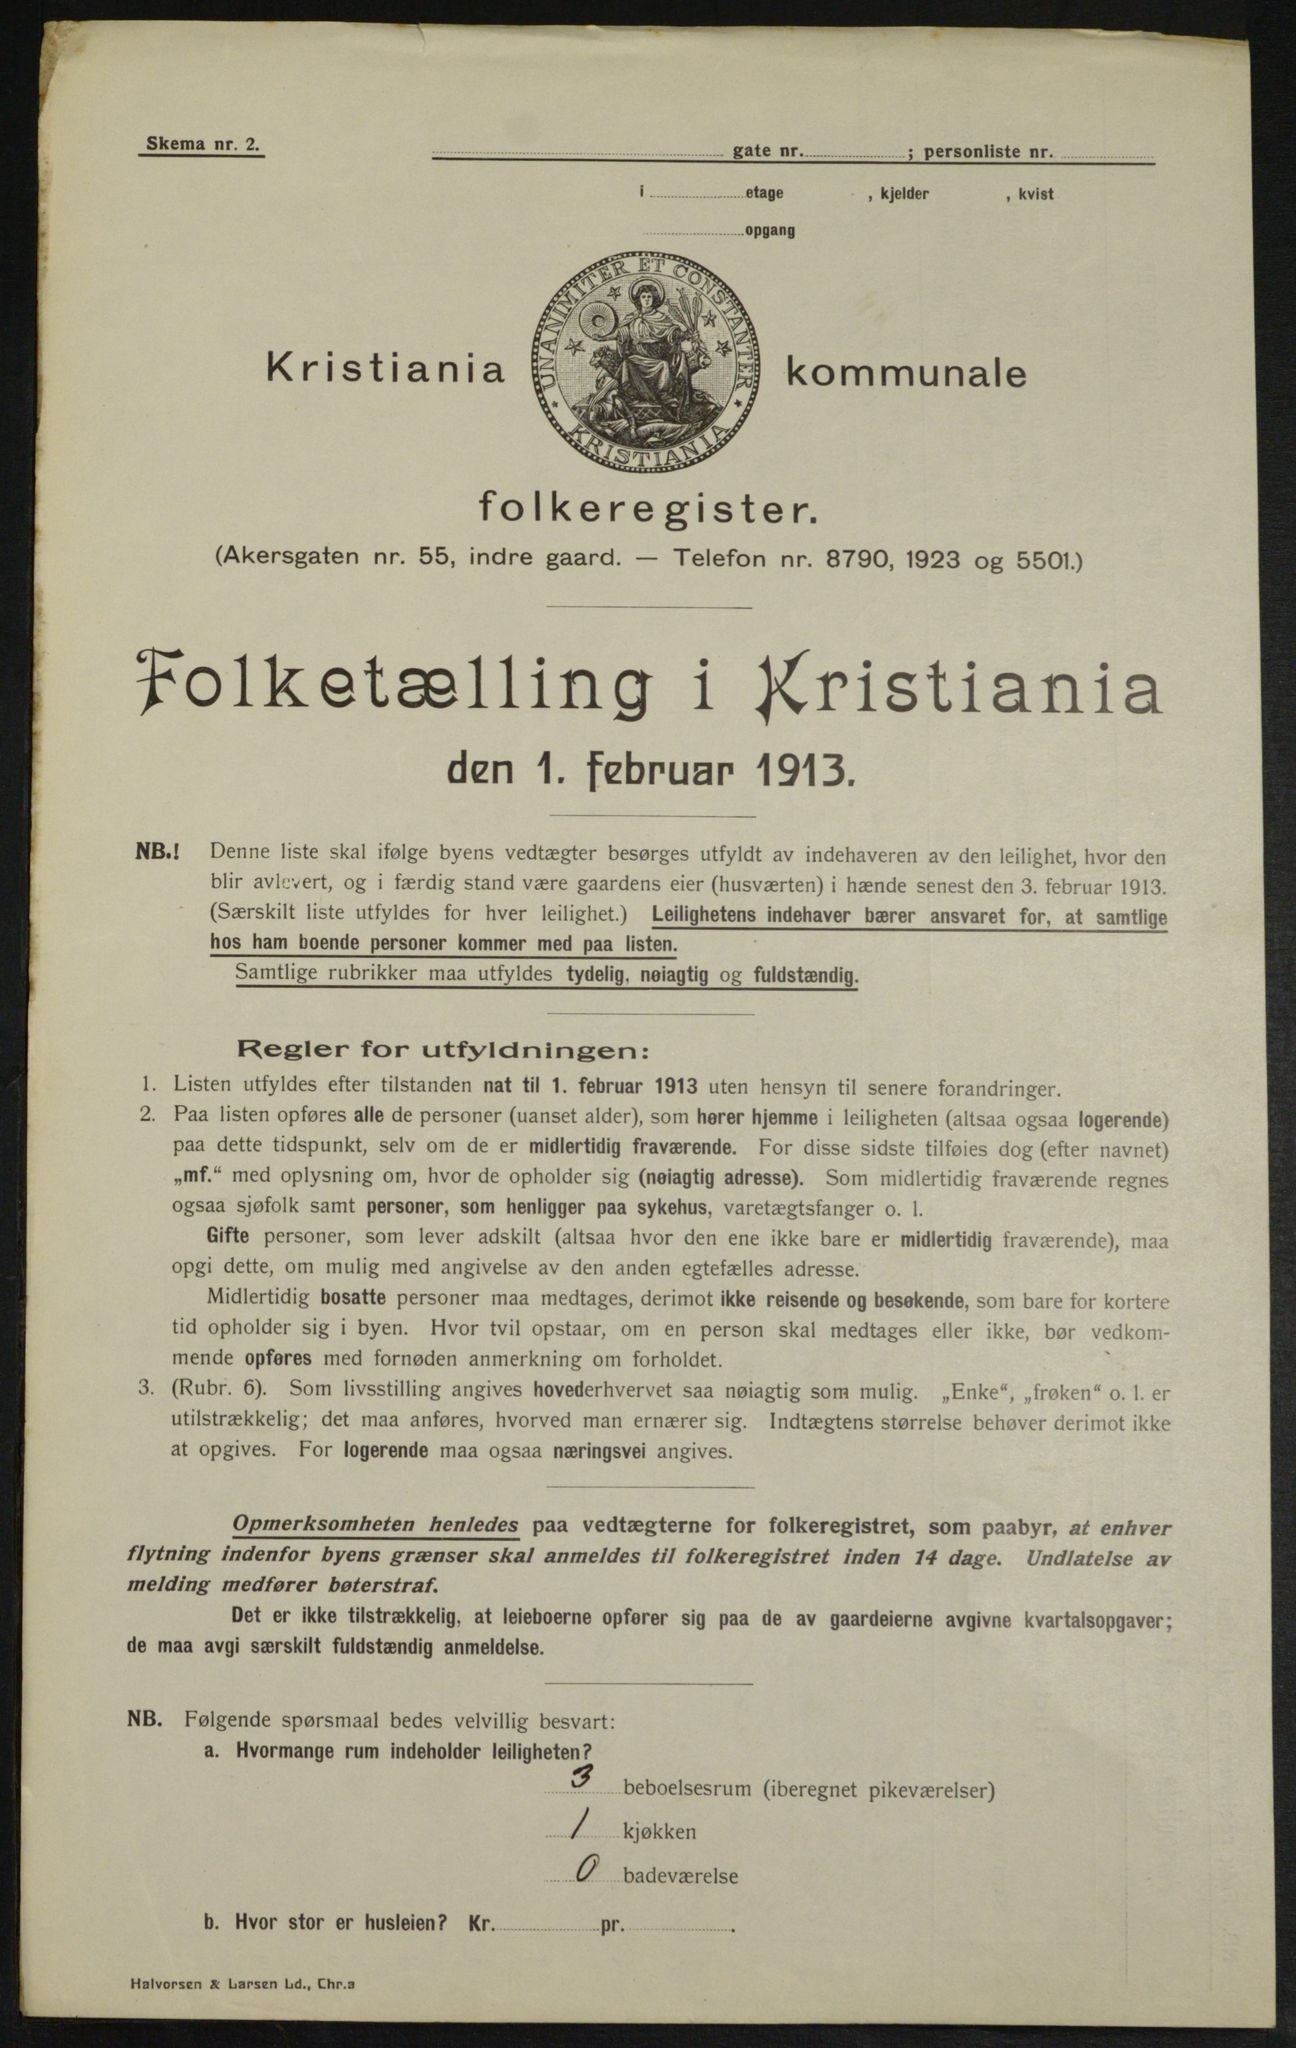 Skema nr. 2.
gate nr. ; personliste nr.
i etage , kjelder , kvist
opgang
UNANIMITER ET CONSTANTER
KRISTIANIA
Kristiania kommunale
folkeregister.
(Akersgaten nr. 55, indre gaard. — Telefon nr. 8790, 1923 og 5501.)
Folketælling i Kristiania
den 1. februar 1913.
NB.! Denne liste skal ifølge byens vedtægter besørges utfyldt av indehaveren av den leilighet, hvor den
blir avlevert, og i færdig stand være gaardens eier (husværten) i hænde senest den 3. februar 1913.
(Særskilt liste utfyldes for hver leilighet.) Leilighetens indehaver bærer ansvaret for, at samtlige
hos ham boende personer kommer med paa listen.
Samtlige rubrikker maa utfyldes tydelig, nøiagtig og fuldstændig.
Regler for utfyldningen:
1. Listen utfyldes efter tilstanden nat til 1. februar 1913 uten hensyn til senere forandringer.
2. Paa listen opføres alle de personer (uanset alder), som hører hjemme i leiligheten (altsaa ogsaa logerende)
paa dette tidspunkt, selv om de er midlertidig fraværende. For disse sidste tilføies dog (efter navnet)
„mf.“ med oplysning om, hvor de opholder sig (nøiagtig adresse). Som midlertidig fraværende regnes
ogsaa sjøfolk samt personer, som henligger paa sykehus, varetægtsfanger o. l.
Gifte personer, som lever adskilt (altsaa hvor den ene ikke bare er midlertidig fraværende), maa
opgi dette, om mulig med angivelse av den anden egtefælles adresse.
Midlertidig bosatte personer maa medtages, derimot ikke reisende og besøkende, som bare for kortere
tid opholder sig i byen. Hvor tvil opstaar, om en person skal medtages eller ikke, bør vedkom-
mende opføres med fornøden anmerkning om forholdet.
3. (Rubr. 6). Som livsstilling angives hovederhvervet saa nøiagtig som mulig. „Enke“, „frøken“ o. l. er
utilstrækkelig; det maa anføres, hvorved man ernærer sig. Indtægtens størrelse behøver derimot ikke
at opgives. For logerende maa ogsaa næringsvei angives.
Opmerksomheten henledes paa vedtægterne for folkeregistret, som paabyr, at enhver
flytning indenfor byens grænser skal anmeldes til folkeregistret inden 14 dage. Undlatelse av
melding medfører bøterstraf.
Det er ikke tilstrækkelig, at leieboerne opfører sig paa de av gaardeierne avgivne kvartalsopgaver;
de maa avgi særskilt fuldstændig anmeldelse.
NB. Følgende spørsmaal bedes velvillig besvart:
a. Hvormange rum indeholder leiligheten?
3 beboelsesrum (iberegnet pikeværelser)
1 kjøkken
0 badeværelse
b. Hvor stor er husleien? Kr. pr. .
Halvorsen & Larsen Ld., Chr.a